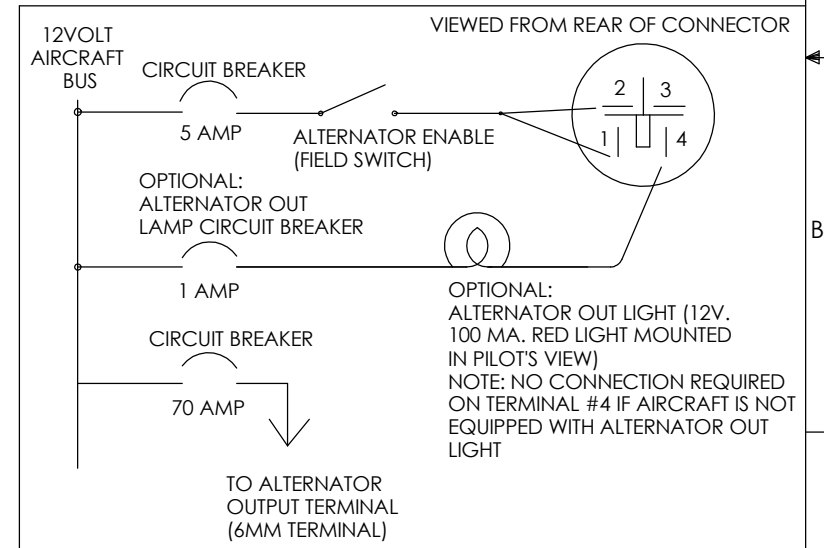 VIEWED FROM REAR OF CONNECTOR
12VOLT
AIRCRAFT
BUS
CIRCUIT BREAKER
5 AMP
ALTERNATOR ENABLE
(FIELD SWITCH)
2
3
1
4
OPTIONAL:
ALTERNATOR OUT
LAMP CIRCUIT BREAKER
1 AMP
B
OPTIONAL:
ALTERNATOR OUT LIGHT (12V.
100 MA. RED LIGHT MOUNTED
IN PILOT'S VIEW)
NOTE: NO CONNECTION REQUIRED
ON TERMINAL #4 IF AIRCRAFT IS NOT
EQUIPPED WITH ALTERNATOR OUT
LIGHT
CIRCUIT BREAKER
70 AMP
TO ALTERNATOR
OUTPUT TERMINAL
(6MM TERMINAL)